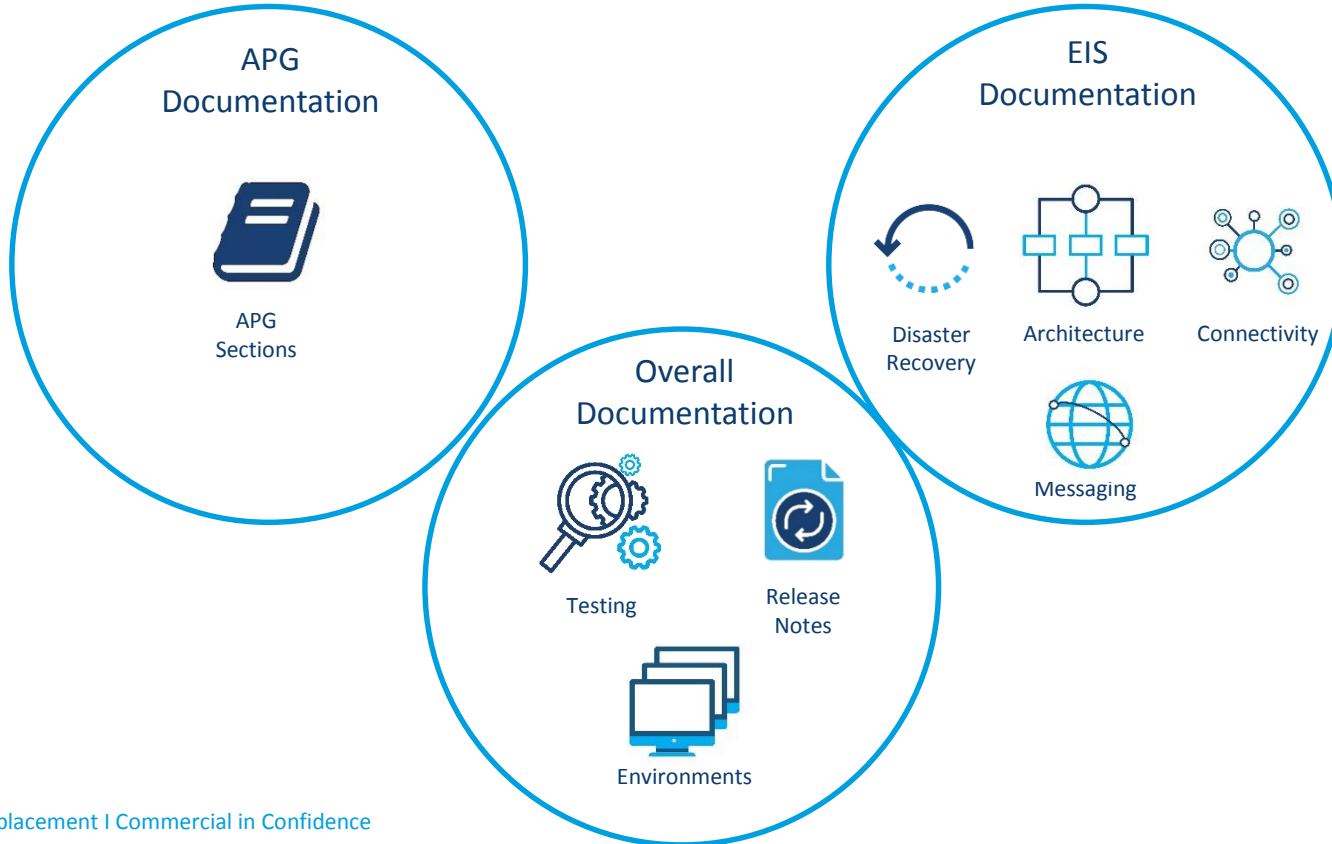 APG
Documentation
APG
Sections
EIS
Documentation
Disaster
Recovery
Architecture
Connectivity
Messaging
Overall
Documentation
Testing
Release
Notes
Environments
placement I Commercial in Confidence